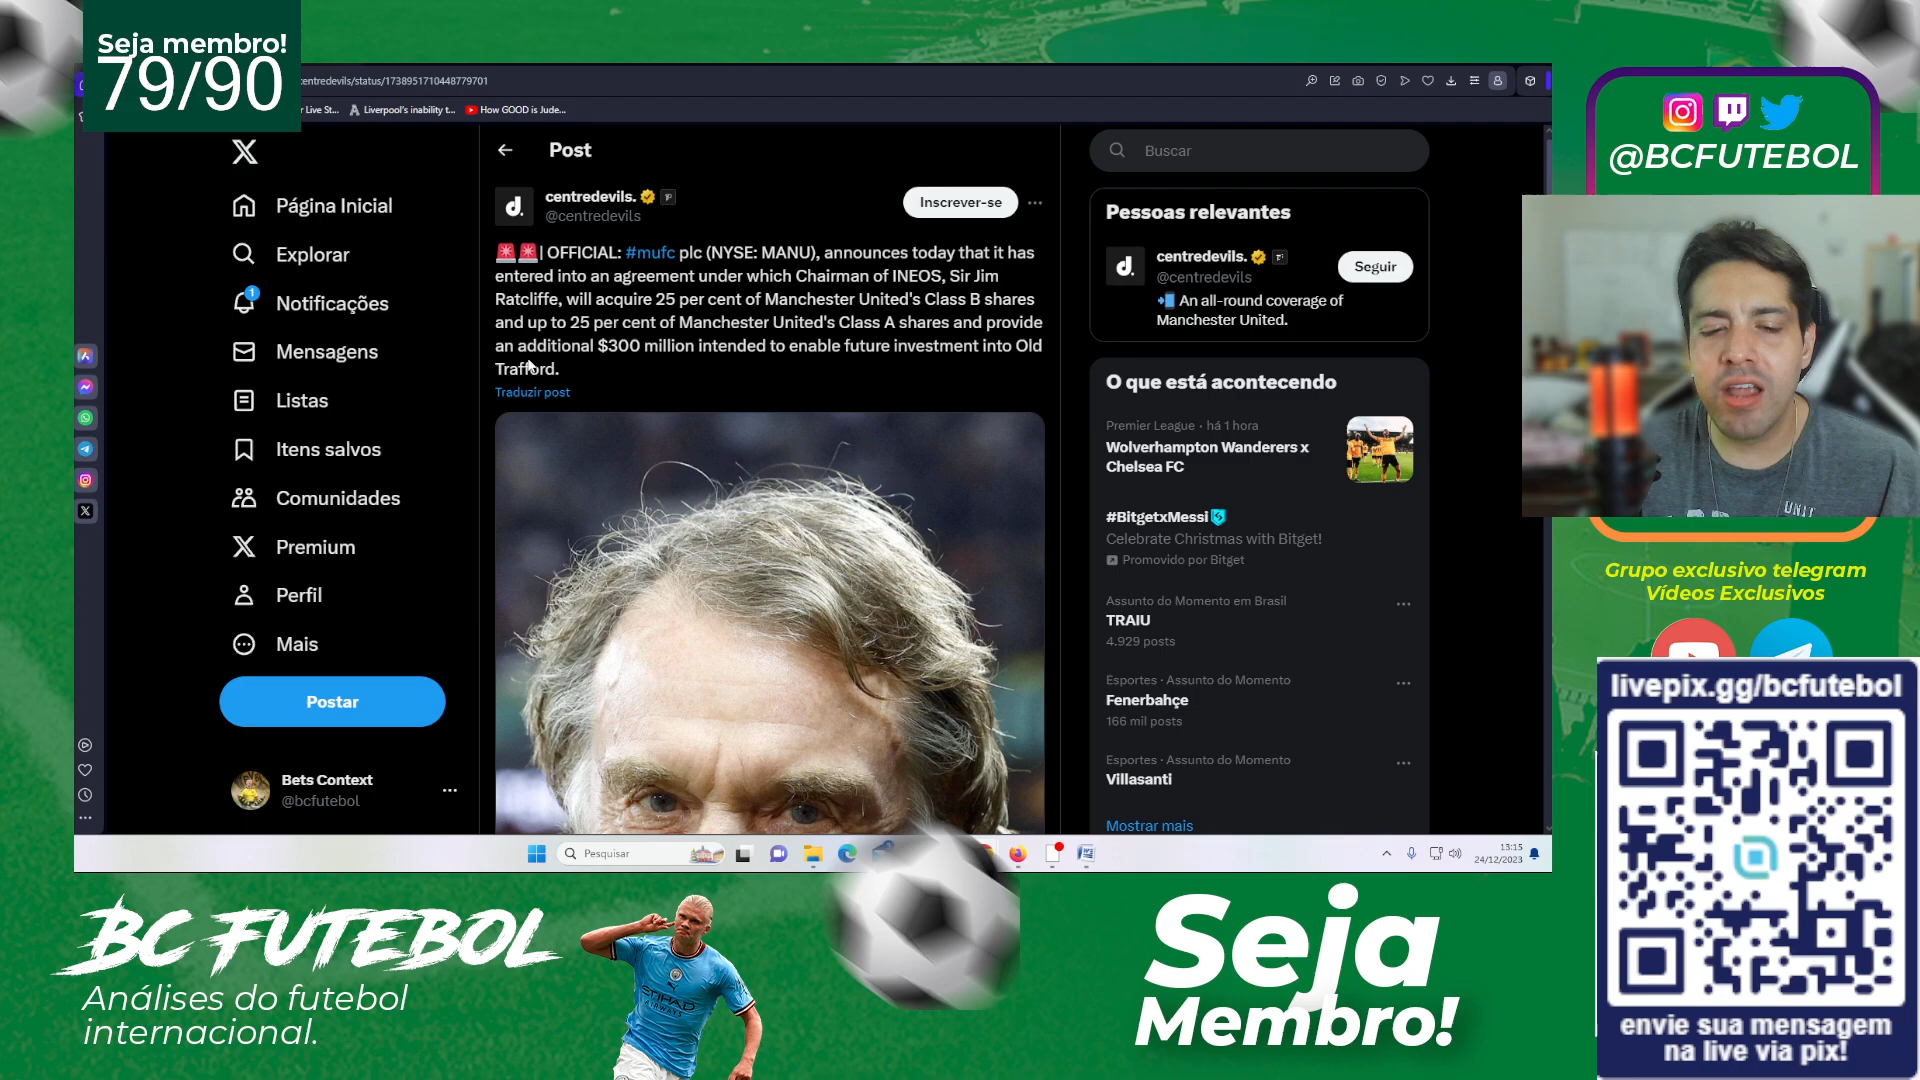 Seja membro!
79/90
entredevils/status/1738951710448779701
r Live St...
Liverpool's inability t...
How GOOD is Jude...
@BCFUTEBOL
Página Inicial
Explorar
1
Notificações
Mensagens
Listas
Itens salvos
Comunidades
Premium
Perfil
Mais
Postar
Bets Context
@bcfutebol
Post
centredevils.
@centredevils
Inscrever-se
| OFFICIAL: #mufc plc (NYSE: MANU), announces today that it has
entered into an agreement under which Chairman of INEOS, Sir Jim
Ratcliffe, will acquire 25 per cent of Manchester United's Class B shares
and up to 25 per cent of Manchester United's Class A shares and provide
an additional $300 million intended to enable future investment into Old
Trafford.
Traduzir post
Buscar
Pessoas relevantes
centredevils.
@centredevils
Seguir
An all-round coverage of
Manchester United.
O que está acontecendo
Premier League · há 1 hora
Wolverhampton Wanderers x
Chelsea FC
#BitgetxMessi
Celebrate Christmas with Bitget!
Promovido por Bitget
Assunto do Momento em Brasil
TRAIU
4.929 posts
Esportes · Assunto do Momento
Fenerbahçe
166 mil posts
Esportes · Assunto do Momento
Villasanti
Mostrar mais
UNIT
Grupo exclusivo telegram
Vídeos Exclusivos
Pesquisar
13:15
24/12/2023
livepix.gg/bcfutebol
envie sua mensagem
na live via pix!
BC FUTEBOL
Análises do futebol
internacional.
ETIHAD
AIRWAYS
Seja
Membro!